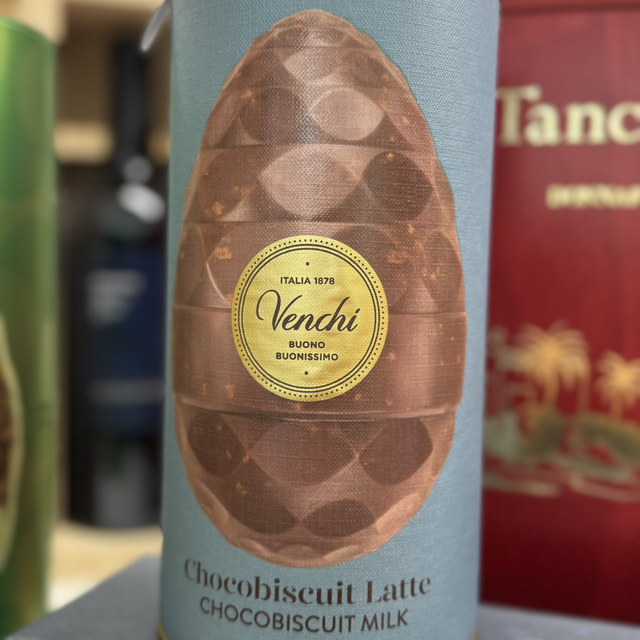 ITALIA 1878
Venchi
BUONO
BUONISSIMO
Chocobiscuit Latte
CHOCOBISCUIT MILK
Tanc